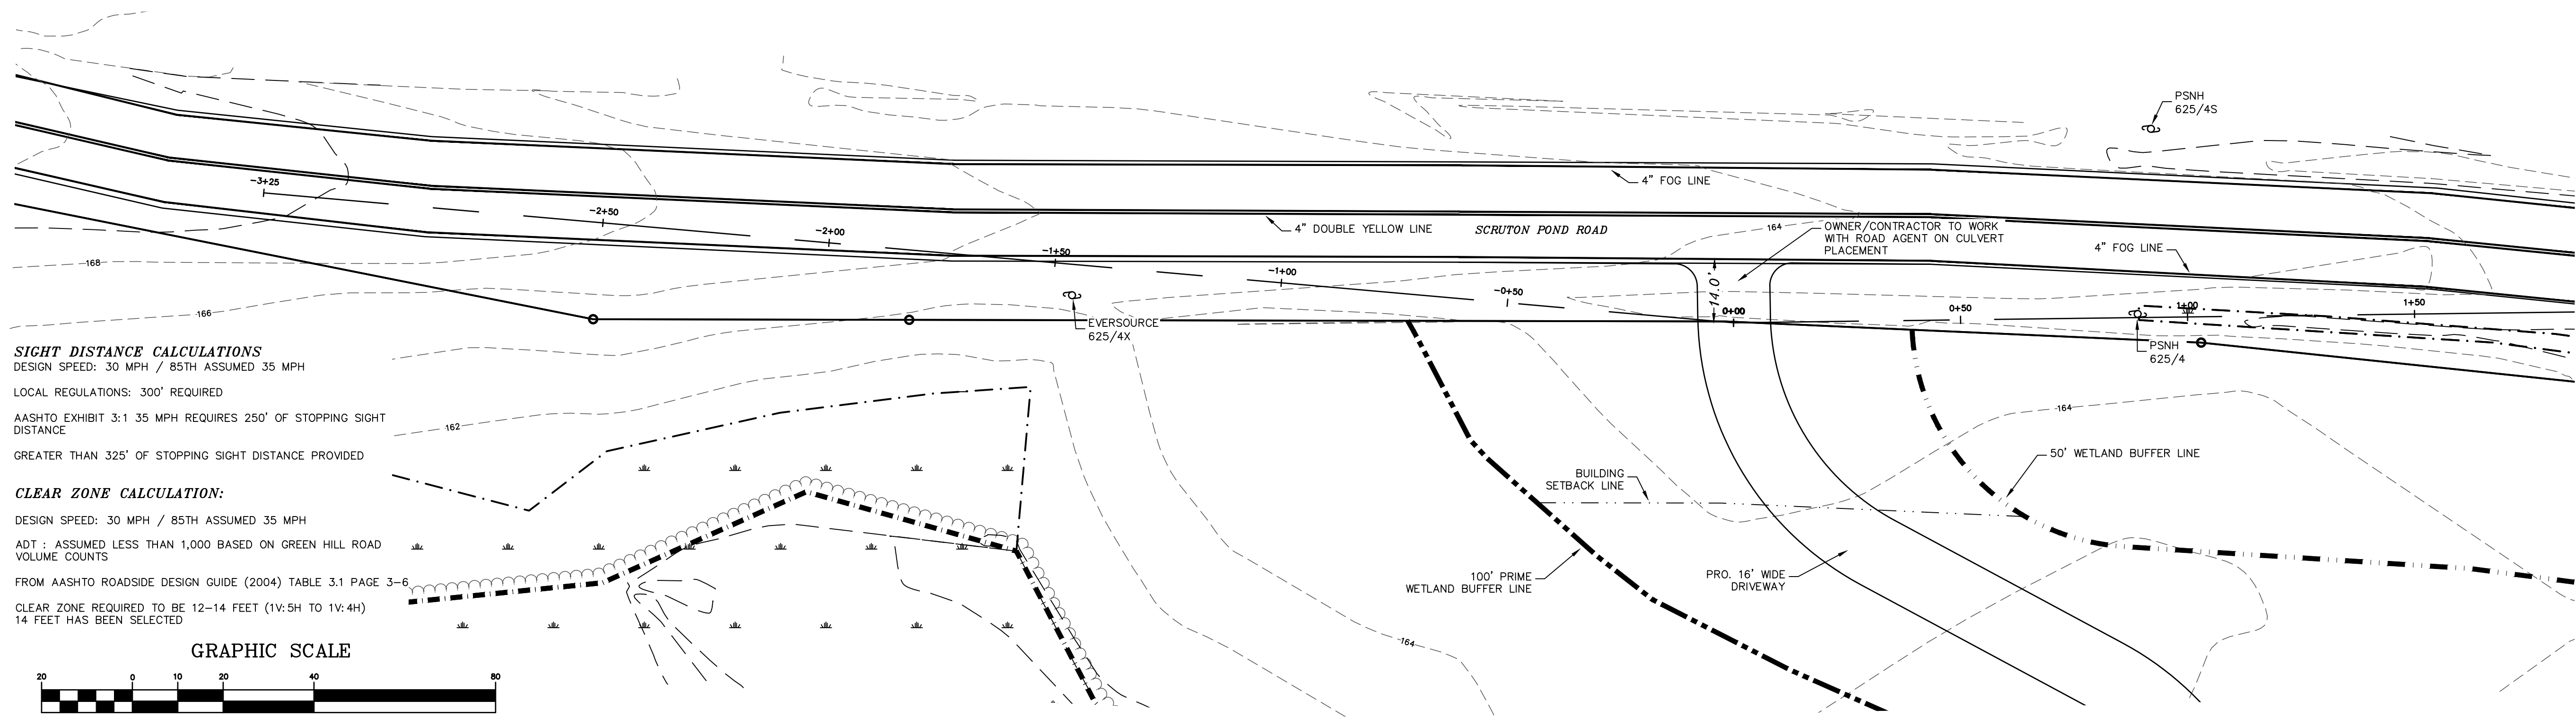 PSNH
625/4S
-3+25
4" FOG LINE
-2+50
-2+00
4" DOUBLE YELLOW LINE
SCRUTON POND ROAD
164
OWNER/CONTRACTOR TO WORK
WITH ROAD AGENT ON CULVERT
PLACEMENT
4" FOG LINE
-1+50
168
-1+00
-0+50
14.0'
0+00
0+50
1+00
1+50
166
EVERSOURCE
625/4X
PSNH
625/4
SIGHT DISTANCE CALCULATIONS
DESIGN SPEED: 30 MPH / 85TH ASSUMED 35 MPH
LOCAL REGULATIONS: 300' REQUIRED
AASHTO EXHIBIT 3:1 35 MPH REQUIRES 250' OF STOPPING SIGHT
DISTANCE
GREATER THAN 325' OF STOPPING SIGHT DISTANCE PROVIDED
162
164
50' WETLAND BUFFER LINE
BUILDING
SETBACK LINE
CLEAR ZONE CALCULATION:
DESIGN SPEED: 30 MPH / 85TH ASSUMED 35 MPH
ADT : ASSUMED LESS THAN 1,000 BASED ON GREEN HILL ROAD
VOLUME COUNTS
FROM AASHTO ROADSIDE DESIGN GUIDE (2004) TABLE 3.1 PAGE 3-6
CLEAR ZONE REQUIRED TO BE 12-14 FEET (1V:5H TO 1V:4H)
14 FEET HAS BEEN SELECTED
100' PRIME
WETLAND BUFFER LINE
PRO. 16' WIDE
DRIVEWAY
164
GRAPHIC SCALE
20 0 10 20 40 80